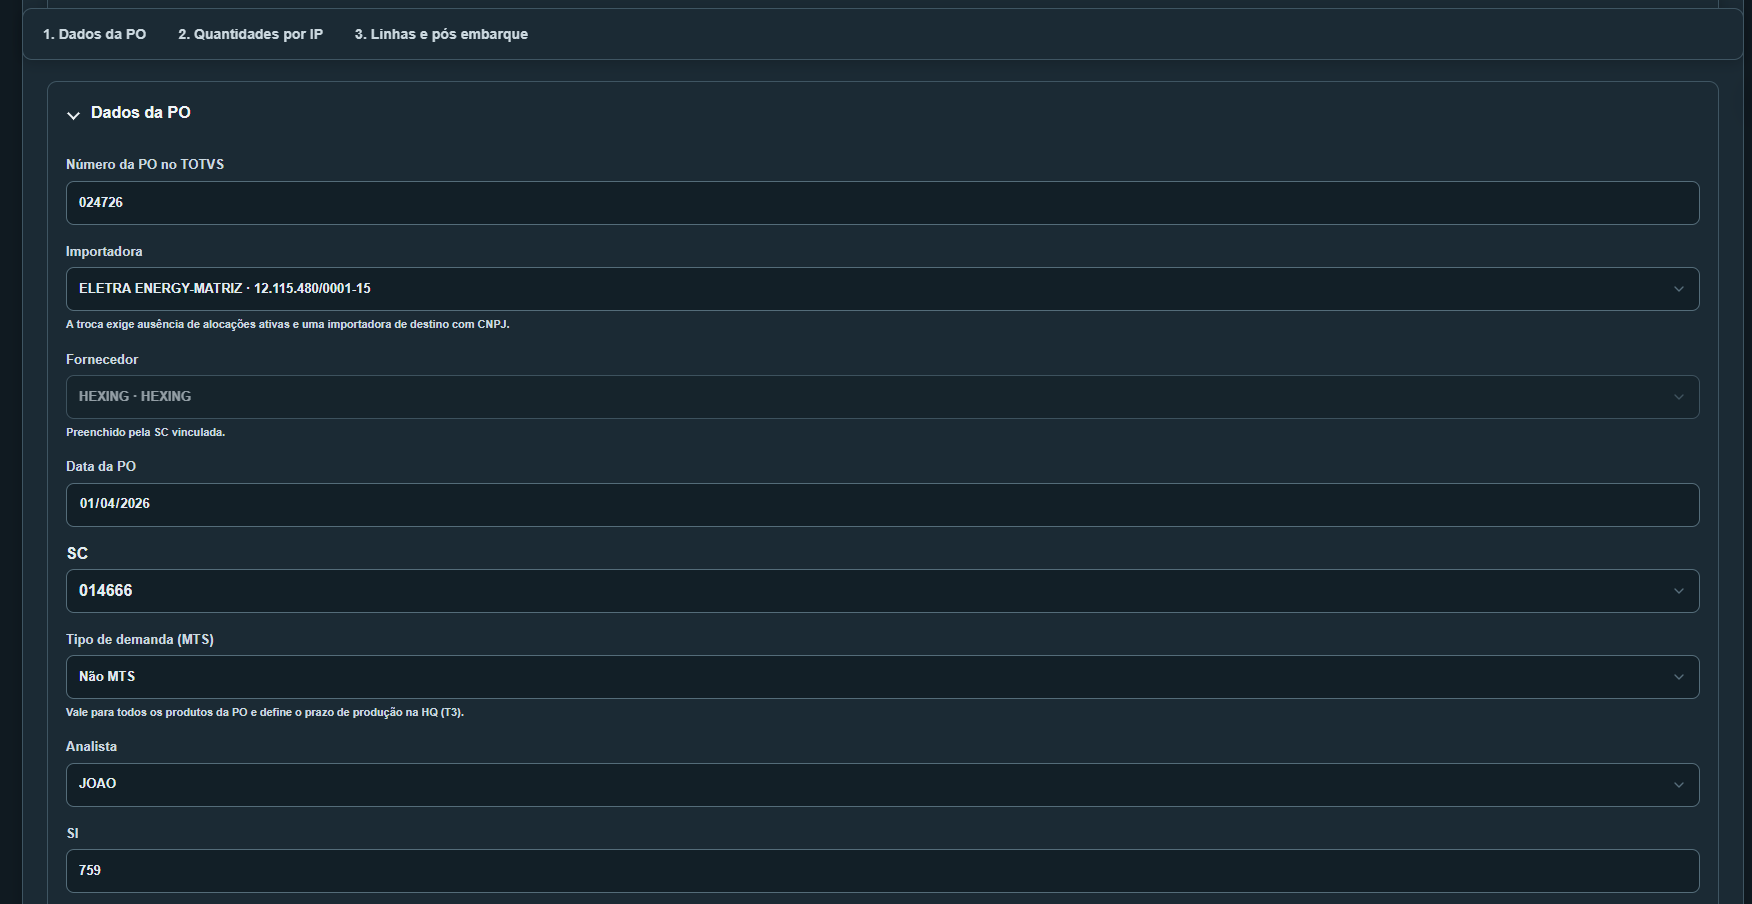 1. Dados da PO
2. Quantidades por IP
3. Linhas e pós embarque
Dados da PO
Número da PO no TOTVS
024726
Importadora
ELETRA ENERGY-MATRIZ · 12.115.480/0001-15
A troca exige ausência de alocações ativas e uma importadora de destino com CNPJ.
Fornecedor
HEXING · HEXING
Preenchido pela SC vinculada.
Data da PO
01/04/2026
SC
014666
Tipo de demanda (MTS)
Não MTS
Vale para todos os produtos da PO e define o prazo de produção na HQ (T3).
Analista
JOAO
SI
759